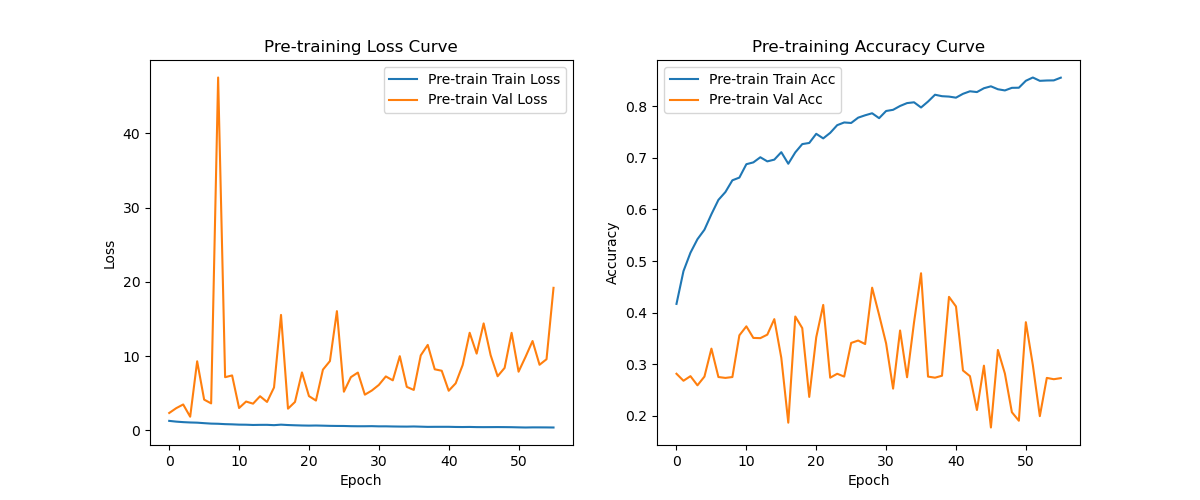 Pre-training Loss Curve
Pre-train Train Loss
Pre-train Val Loss
Loss
40
30
20
10
0
0
10
20
30
40
50
Epoch
Pre-training Accuracy Curve
Pre-train Train Acc
Pre-train Val Acc
Accuracy
0.8
0.7
0.6
0.5
0.4
0.3
0.2
0
10
20
30
40
50
Epoch